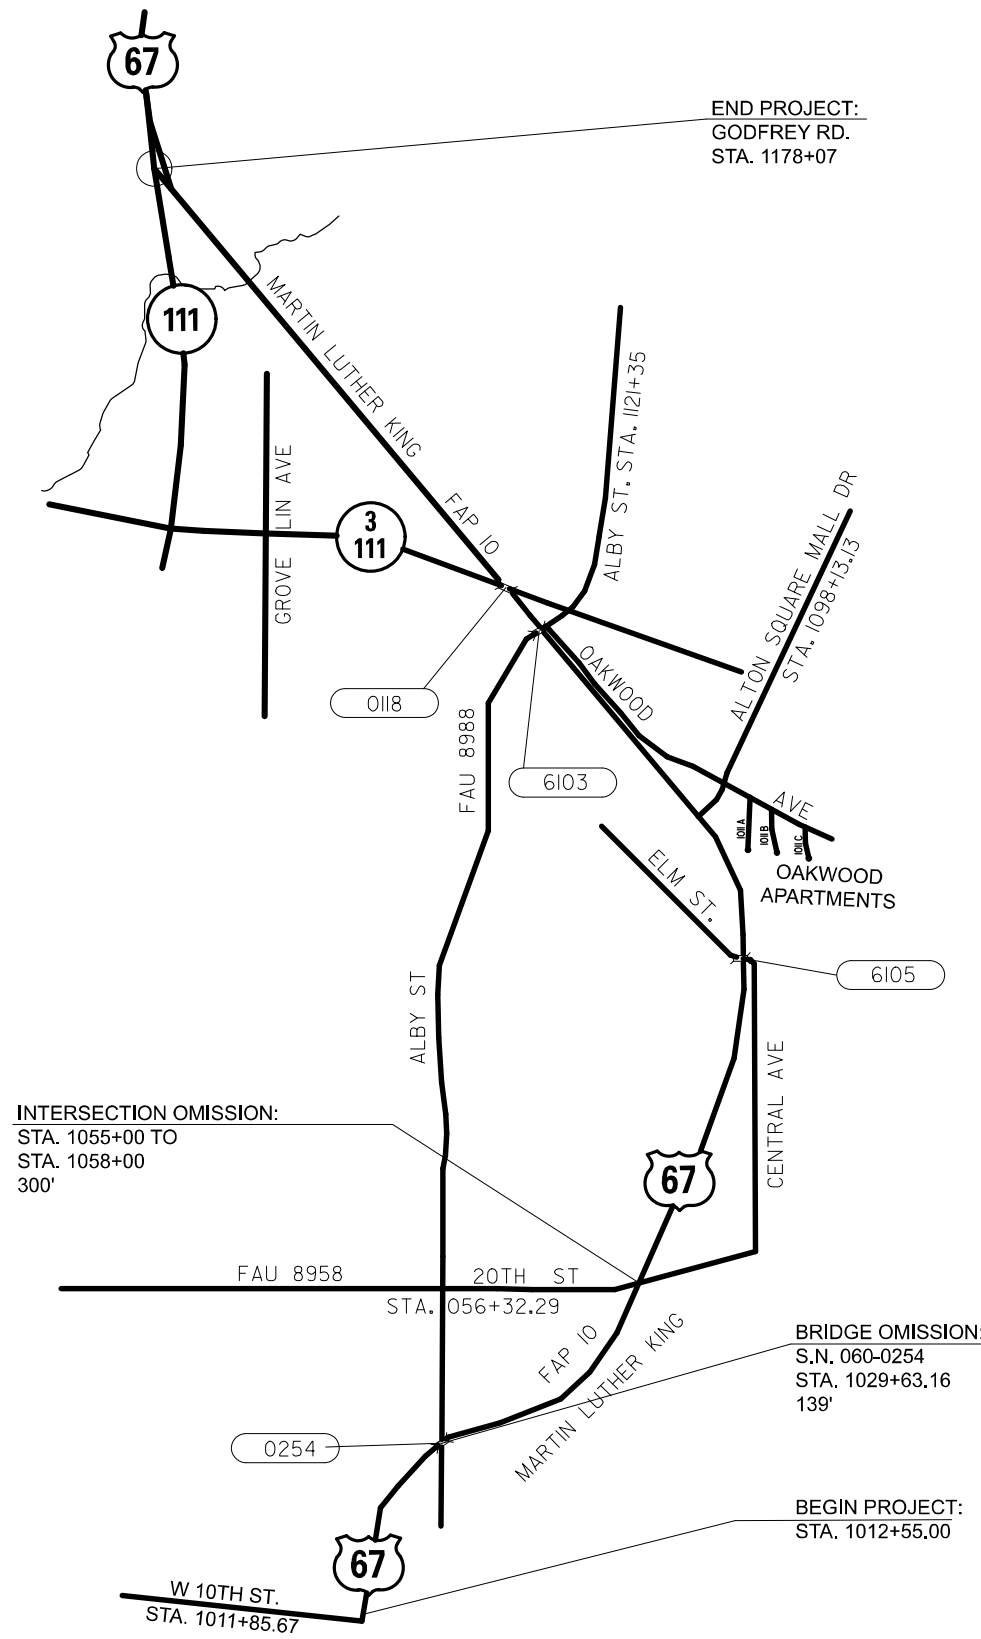 67
END PROJECT:
GODFREY RD.
STA. 1178+07
111
MARTIN LUTHER KING
FAP 10
GROVE LIN AVE
3
111
ALBY ST. STA. 1121+35
ALTON SQUARE MALL DR
STA. 1098+13.13
OAKWOOD
AVE
0118
6103
FAU 8988
1011 A
1011 B
1011 C
OAKWOOD
APARTMENTS
ELM ST.
6105
ALBY ST
CENTRAL AVE
INTERSECTION OMISSION:
STA. 1055+00 TO
STA. 1058+00
300'
67
FAU 8958
20TH ST
STA. 056+32.29
FAP 10
MARTIN LUTHER KING
BRIDGE OMISSION:
S.N. 060-0254
STA. 1029+63.16
139'
0254
BEGIN PROJECT:
STA. 1012+55.00
67
W 10TH ST.
STA. 1011+85.67